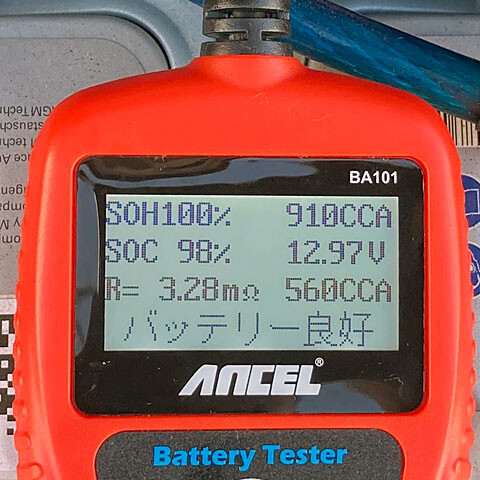 BA101
SOH100% 910CCA
SOC 98% 12.97V
R= 3.28mΩ 560CCA
バッテリー良好
ANCEL®
Battery Tester